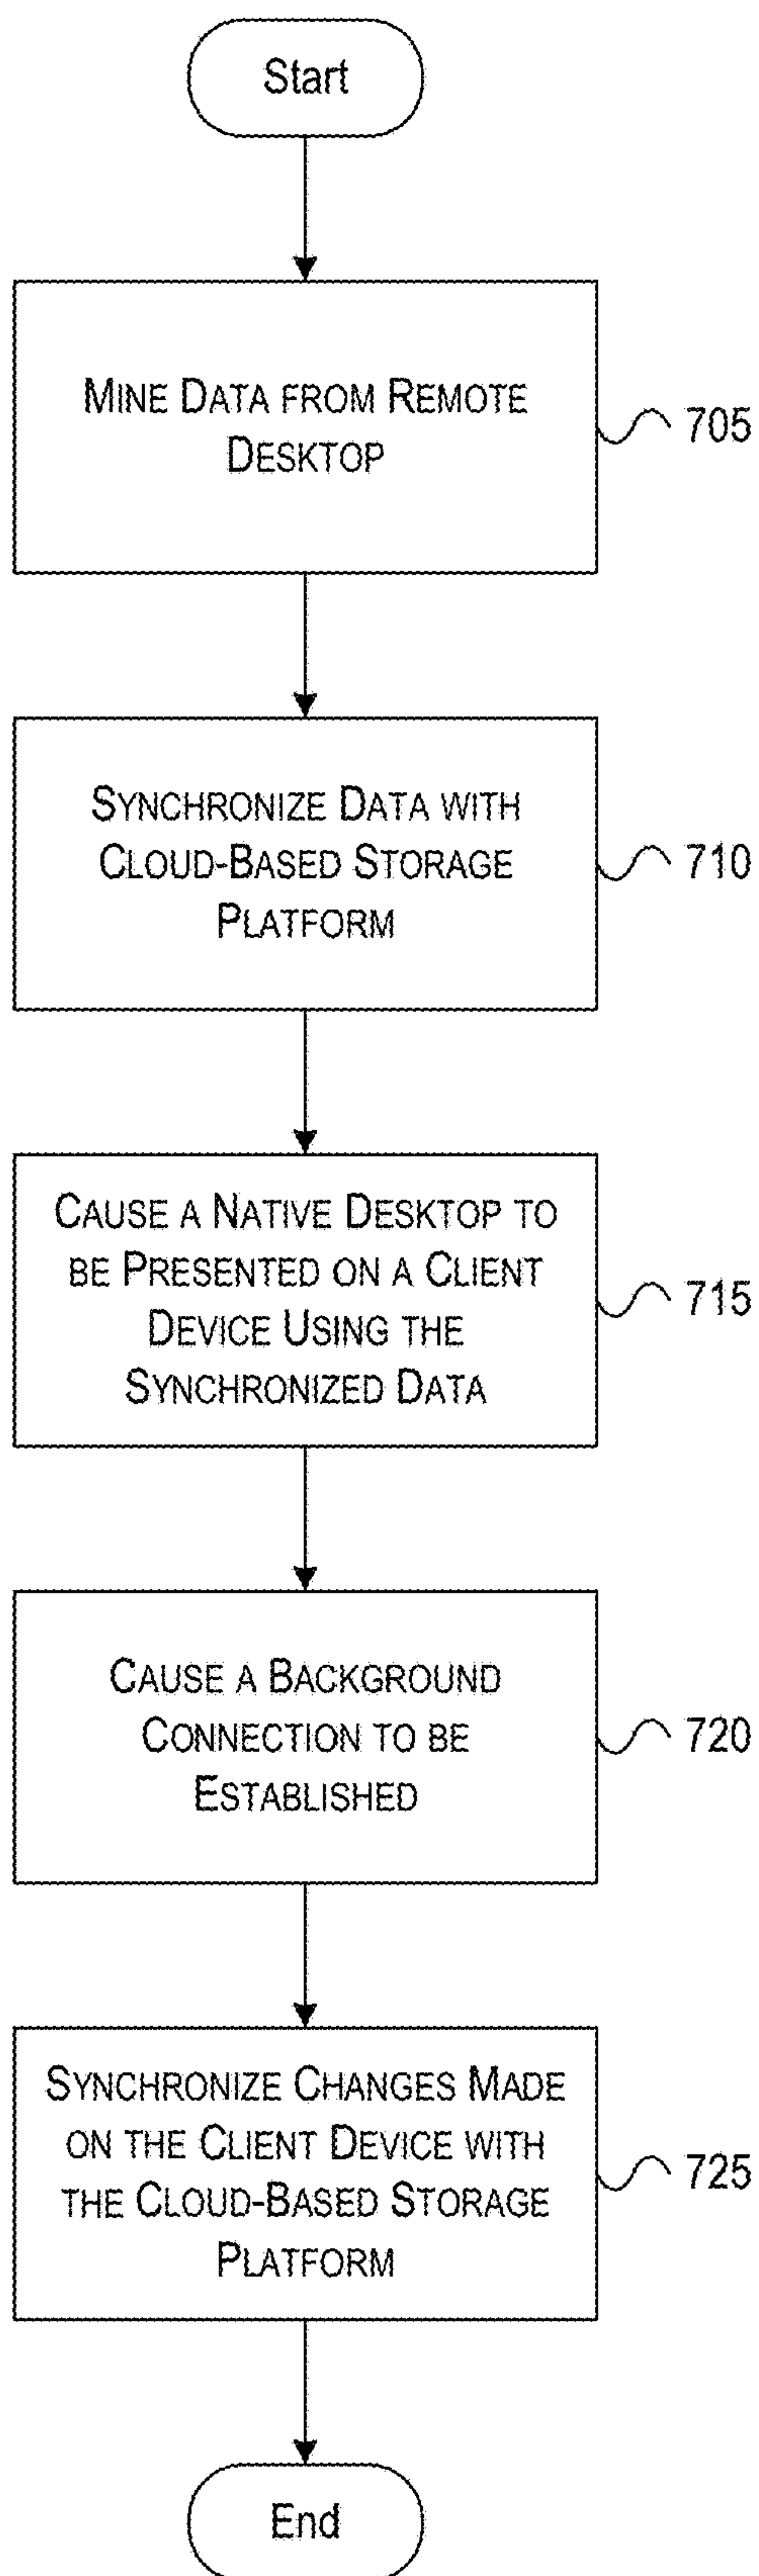 Start
MINE DATA FROM REMOTE
DESKTOP
705
SYNCHRONIZE DATA WITH
CLOUD-BASED STORAGE
PLATFORM
710
CAUSE A NATIVE DESKTOP TO
BE PRESENTED ON A CLIENT
DEVICE USING THE
SYNCHRONIZED DATA
715
CAUSE A BACKGROUND
CONNECTION TO BE
ESTABLISHED
720
SYNCHRONIZE CHANGES MADE
ON THE CLIENT DEVICE WITH
THE CLOUD-BASED STORAGE
PLATFORM
725
End